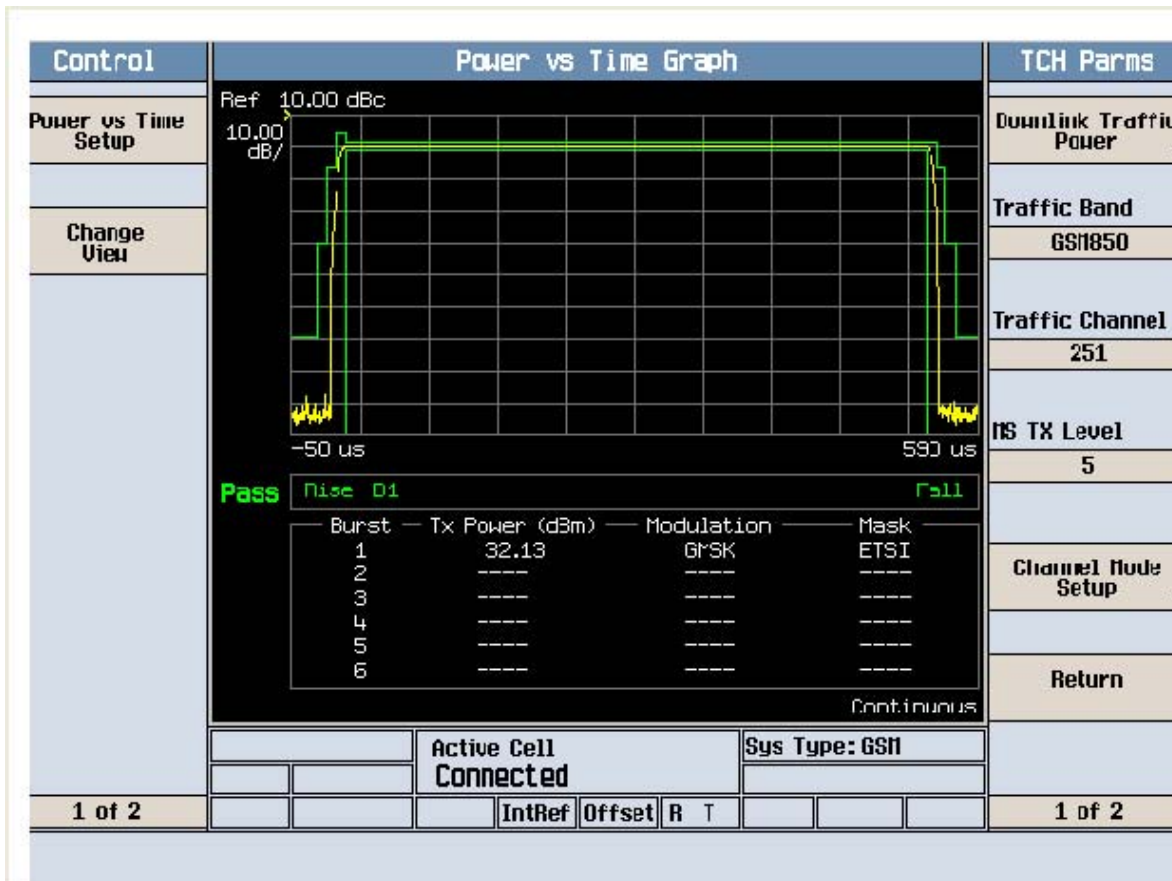 Control
Power vs Time Graph
TCH Parms
Power vs Time
Setup
Change
View
1 of 2
Ref 10.00 dBc
10.00
dB/
-50 us
593 us
Pass
Rise 01
Fall
Burst Tx Power (dBm) Modulation Mask
1 32.13 GMSK ETSI
2 ---- ---- ----
3 ---- ---- ----
4 ---- ---- ----
5 ---- ---- ----
6 ---- ---- ----
Continuous
Active Cell
Connected
Sys Type: GSM
IntRef Offset R T
Downlink Traffic
Power
Traffic Band
GSM850
Traffic Channel
251
MS TX Level
5
Channel Mode
Setup
Return
1 of 2